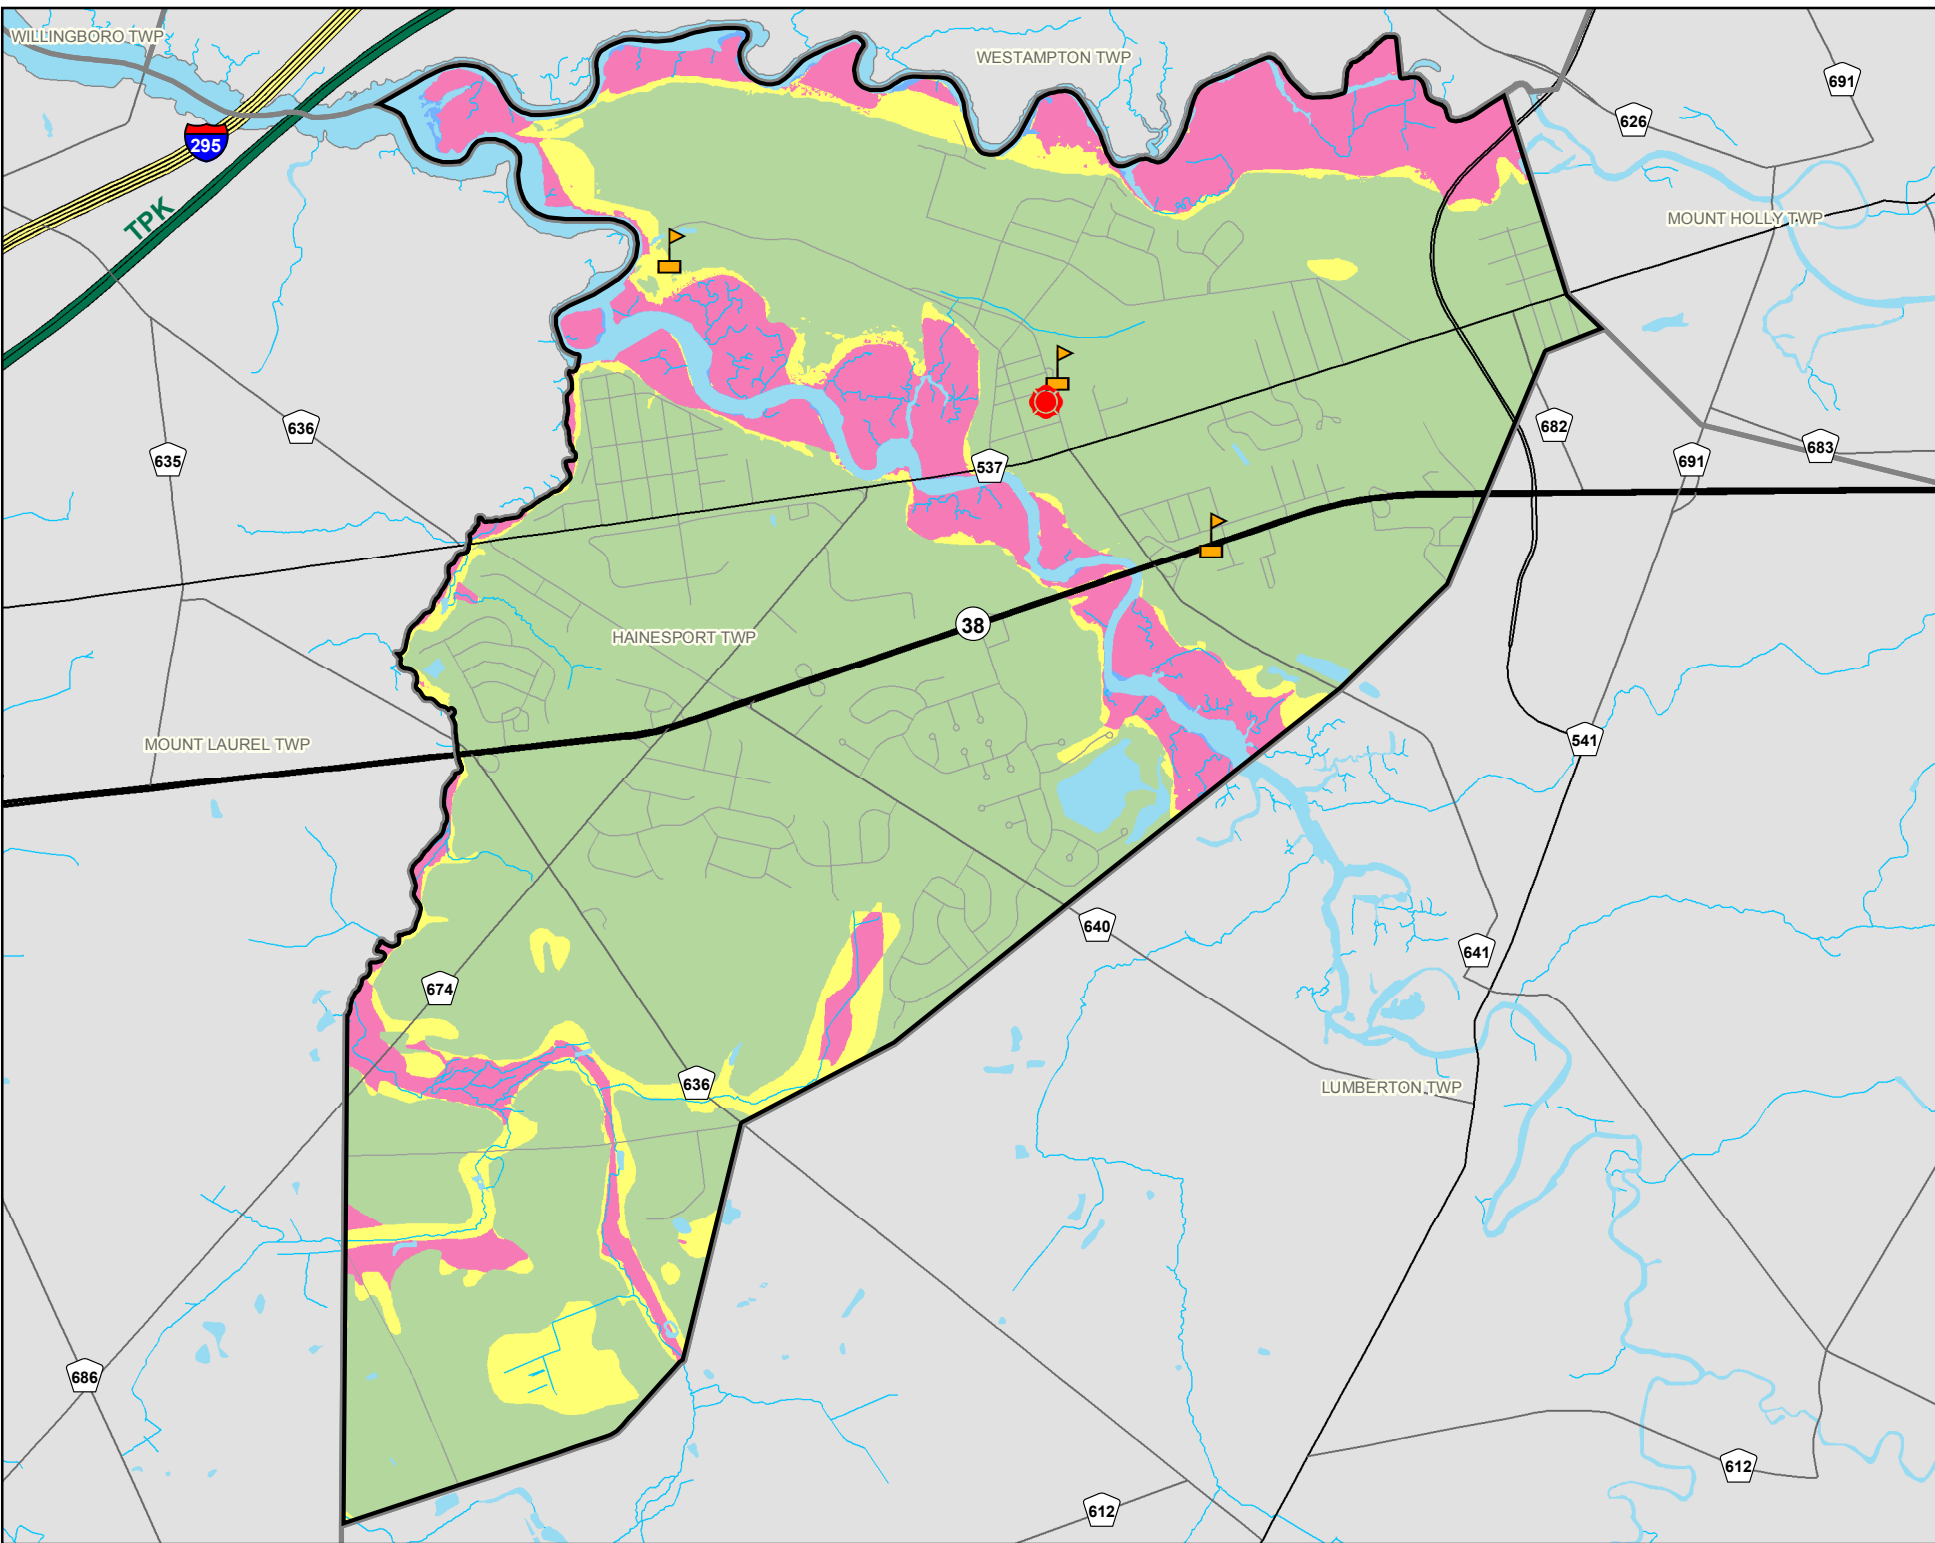 WILLINGBORO TWP
WESTAMPTON TWP
691
626
295
TPK
MOUNT HOLLY TWP
636
635
682
683
691
537
38
HAINESPORT TWP
MOUNT LAUREL TWP
541
640
641
674
636
LUMBERTON TWP
686
612
612